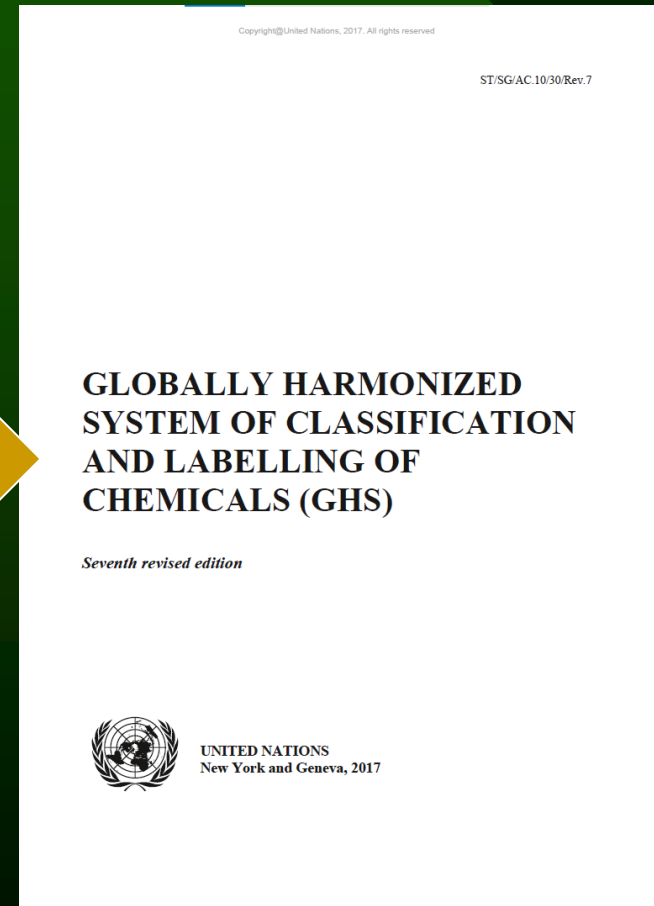 Copyright@United Nations, 2017. All rights reserved
ST/SG/AC.10/30/Rev.7
GLOBALLY HARMONIZED
SYSTEM OF CLASSIFICATION
AND LABELLING OF
CHEMICALS (GHS)
Seventh revised edition
UNITED NATIONS
New York and Geneva, 2017